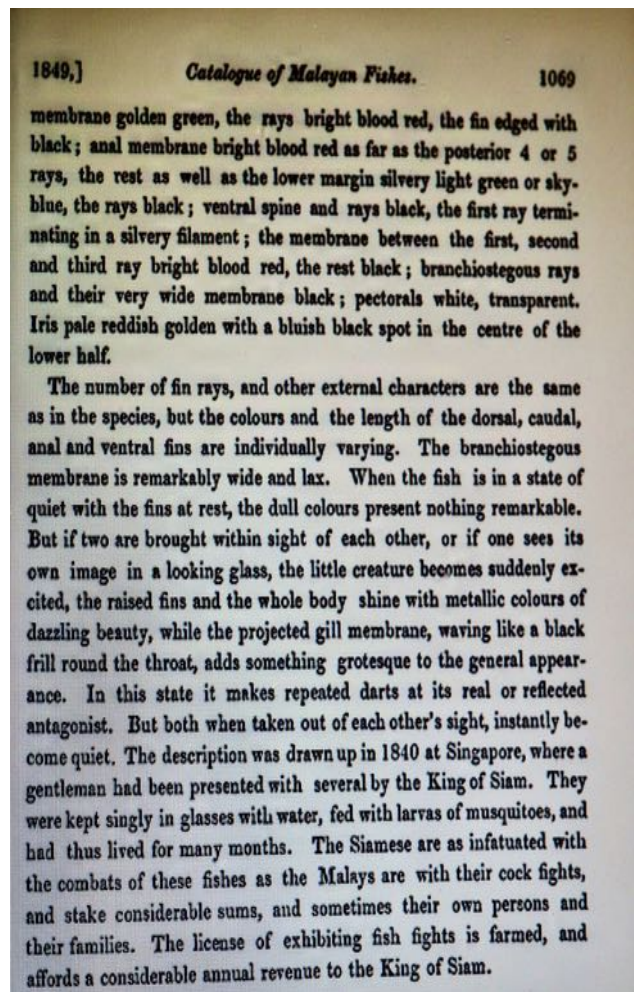 1849,] Catalogue of Malayan Fishes. 1069
membrane golden green, the rays bright blood red, the fin edged with
black; anal membrane bright blood red as far as the posterior 4 or 5
rays, the rest as well as the lower margin silvery light green or sky-
blue, the rays black; ventral spine and rays black, the first ray termi-
nating in a silvery filament; the membrane between the first, second
and third ray bright blood red, the rest black; branchiostegous rays
and their very wide membrane black; pectorals white, transparent.
Iris pale reddish golden with a bluish black spot in the centre of the
lower half.
The number of fin rays, and other external characters are the same
as in the species, but the colours and the length of the dorsal, caudal,
anal and ventral fins are individually varying. The branchiostegous
membrane is remarkably wide and lax. When the fish is in a state of
quiet with the fins at rest, the dull colours present nothing remarkable.
But if two are brought within sight of each other, or if one sees its
own image in a looking glass, the little creature becomes suddenly ex-
cited, the raised fins and the whole body shine with metallic colours of
dazzling beauty, while the projected gill membrane, waving like a black
frill round the throat, adds something grotesque to the general appear-
ance. In this state it makes repeated darts at its real or reflected
antagonist. But both when taken out of each other's sight, instantly be-
come quiet. The description was drawn up in 1840 at Singapore, where a
gentleman had been presented with several by the King of Siam. They
were kept singly in glasses with water, fed with larvas of musquitoes, and
had thus lived for many months. The Siamese are as infatuated with
the combats of these fishes as the Malays are with their cock fights,
and stake considerable sums, and sometimes their own persons and
their families. The license of exhibiting fish fights is farmed, and
affords a considerable annual revenue to the King of Siam.